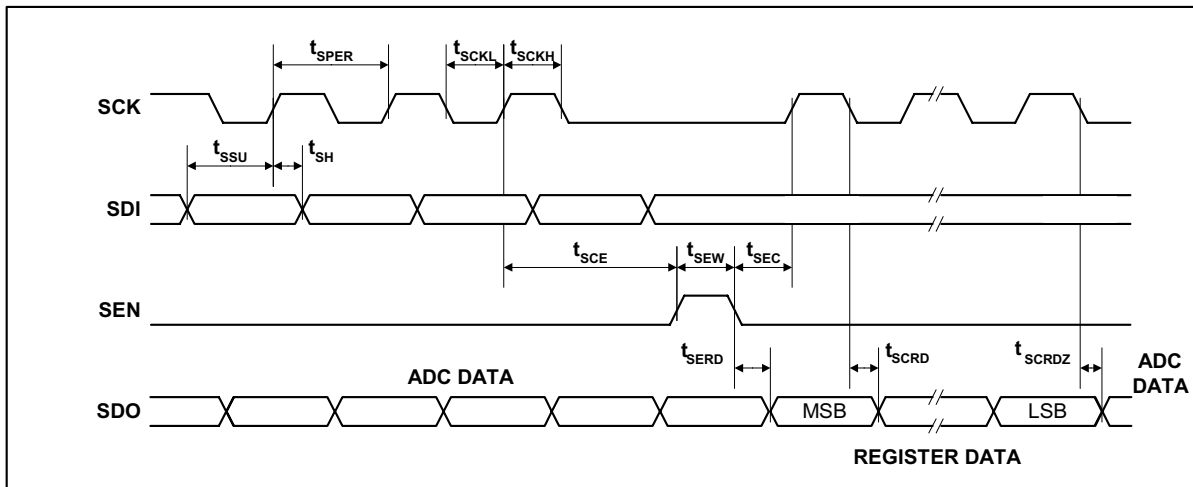 tSPER
tSCKL
tSCKH
SCK
tSSU
tSH
SDI
tSCE
tSEW
tSEC
SEN
tSERD
tSCRD
tSCRDZ
ADC DATA
ADC
DATA
SDO
MSB
LSB
REGISTER DATA